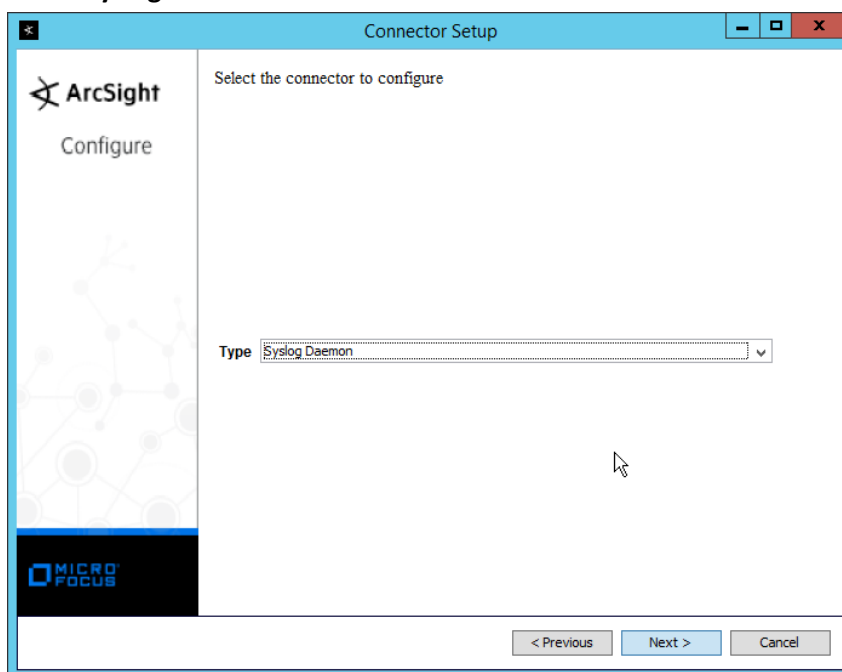 Connector Setup
ArcSight
Configure
Select the connector to configure
Type Syslog Daemon
MICRO
FOCUS
< Previous Next > Cancel